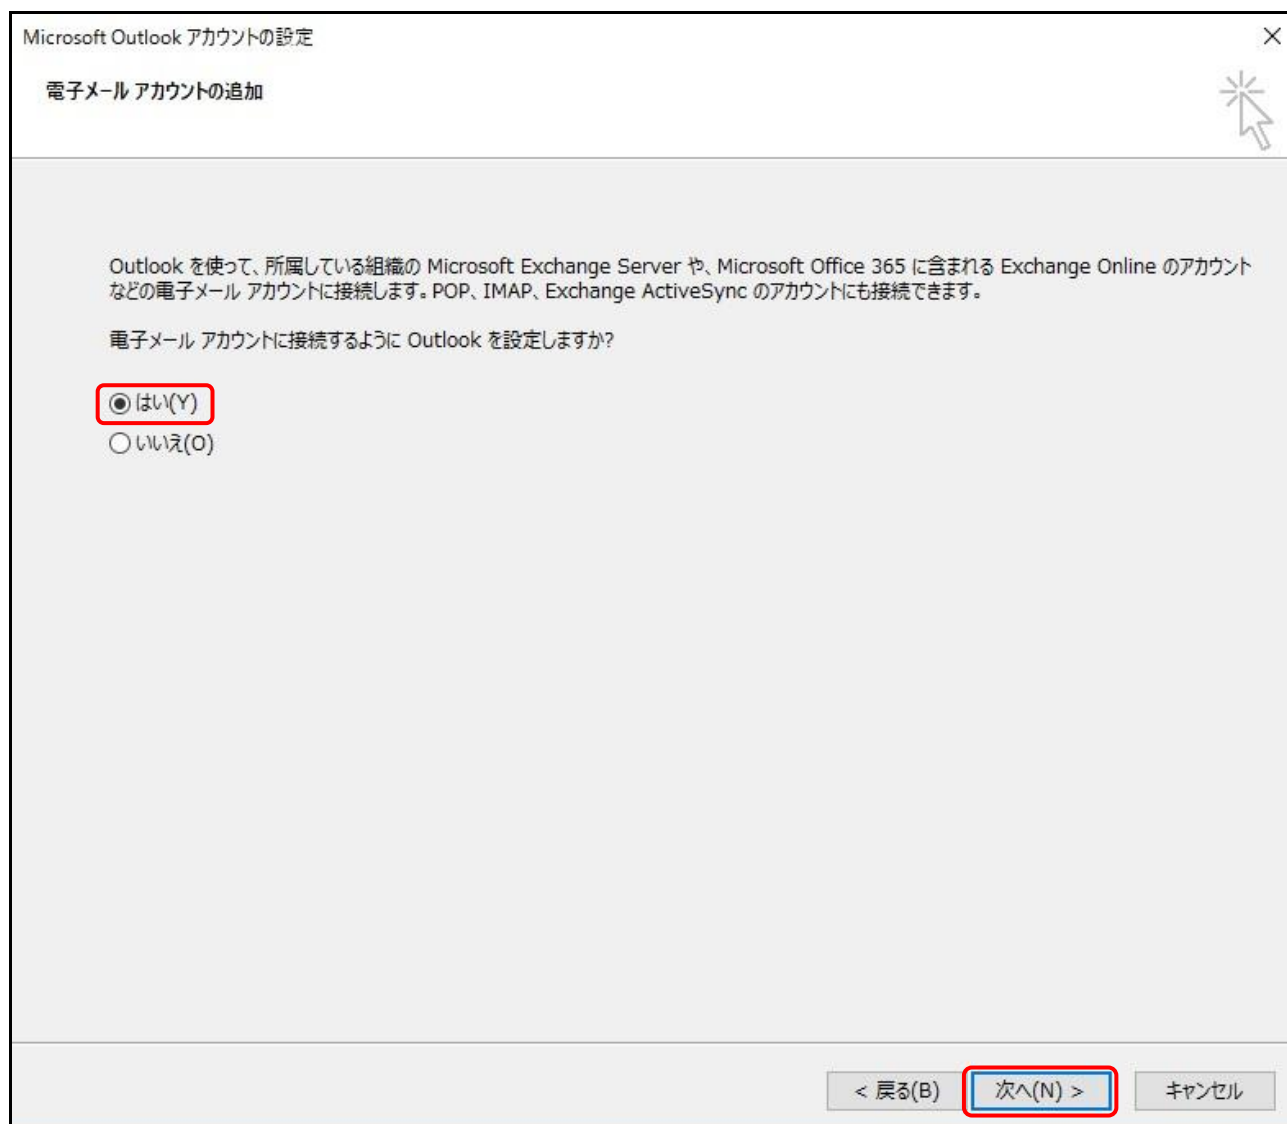 Microsoft Outlook アカウントの設定
電子メール アカウントの追加
Outlook を使って、所属している組織の Microsoft Exchange Server や、Microsoft Office 365 に含まれる Exchange Online のアカウント
などの電子メール アカウントに接続します。POP、IMAP、Exchange ActiveSync のアカウントにも接続できます。
電子メール アカウントに接続するように Outlook を設定しますか?
はい(Y)
いいえ(O)
< 戻る(B) 次へ(N) > キャンセル